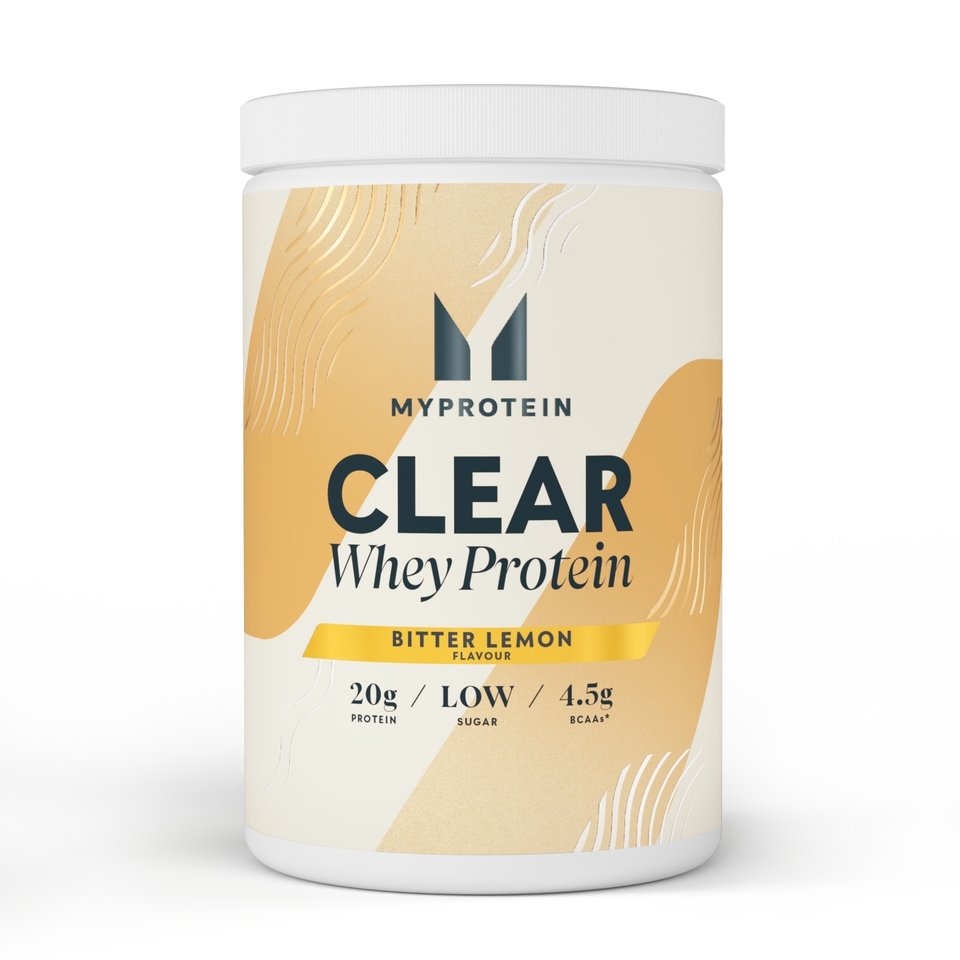 MYPROTEIN
CLEAR
Whey Protein
BITTER LEMON
FLAVOUR
20g / LOW / 4.5g
PROTEIN SUGAR BCAAs*